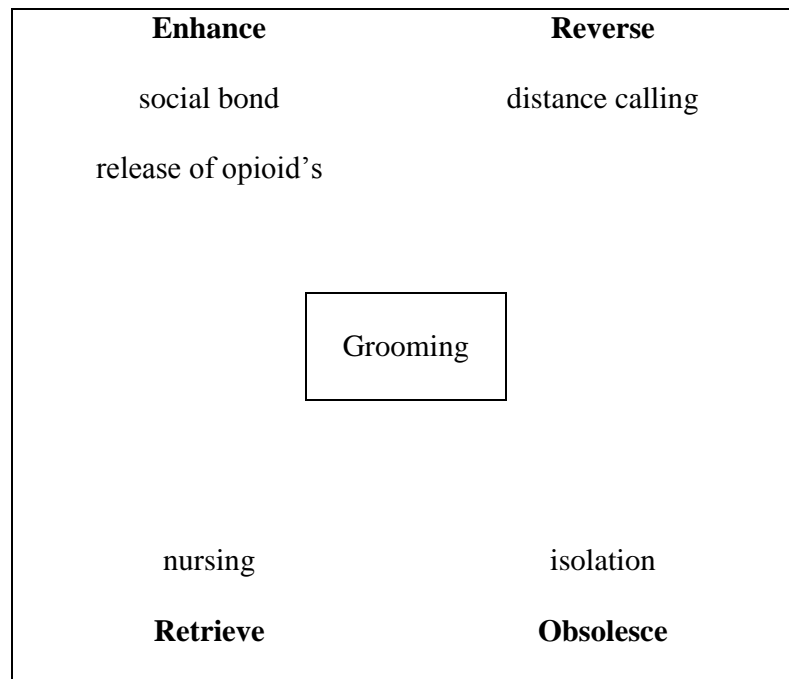 Enhance Reverse
social bond distance calling
release of opioid’s
Grooming
nursing isolation
Retrieve Obsolesce